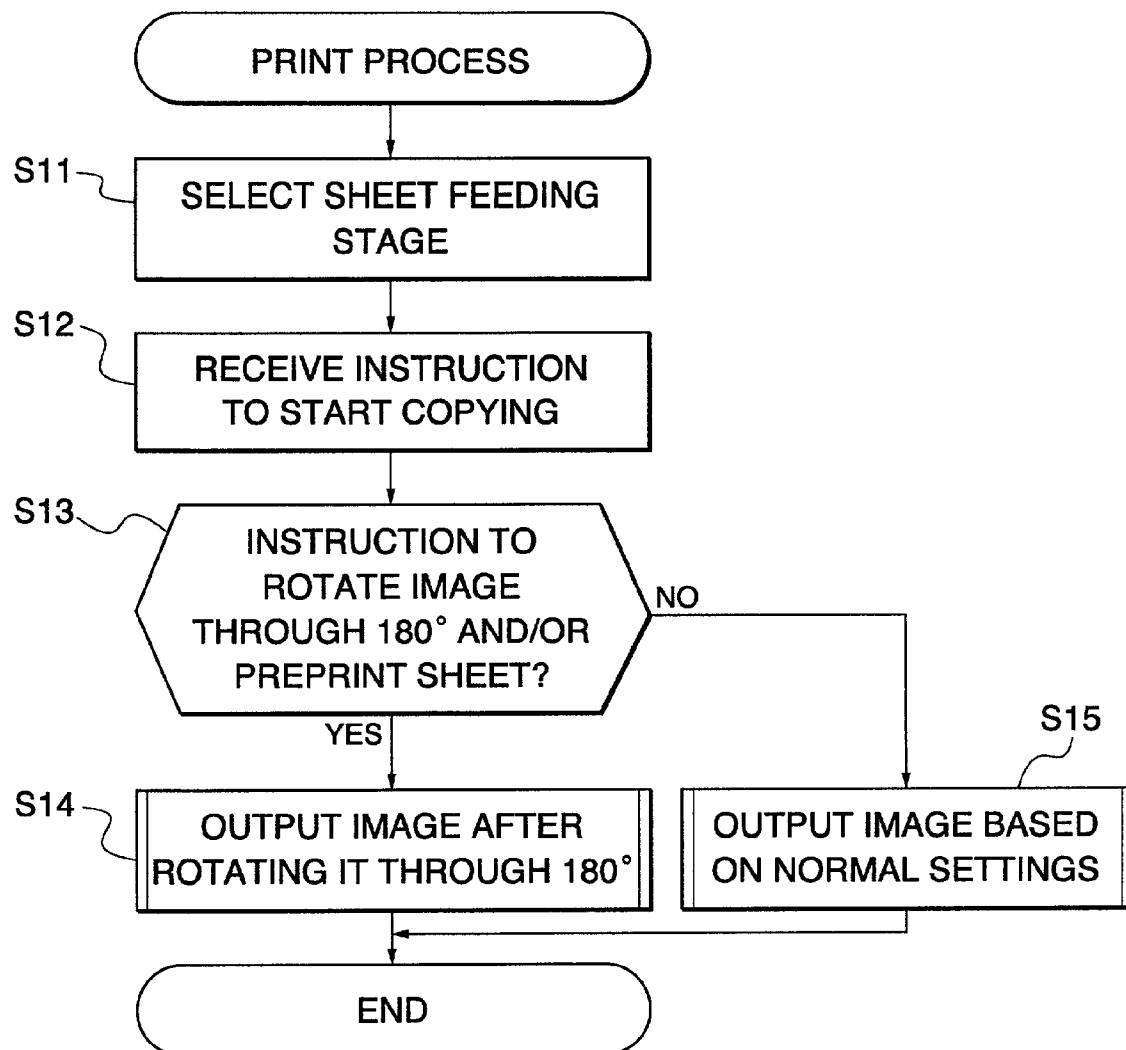 PRINT PROCESS
S11
SELECT SHEET FEEDING
STAGE
S12
RECEIVE INSTRUCTION
TO START COPYING
S13
INSTRUCTION TO
ROTATE IMAGE
THROUGH 180° AND/OR
PREPRINT SHEET?
NO
YES
S14
OUTPUT IMAGE AFTER
ROTATING IT THROUGH 180°
S15
OUTPUT IMAGE BASED
ON NORMAL SETTINGS
END